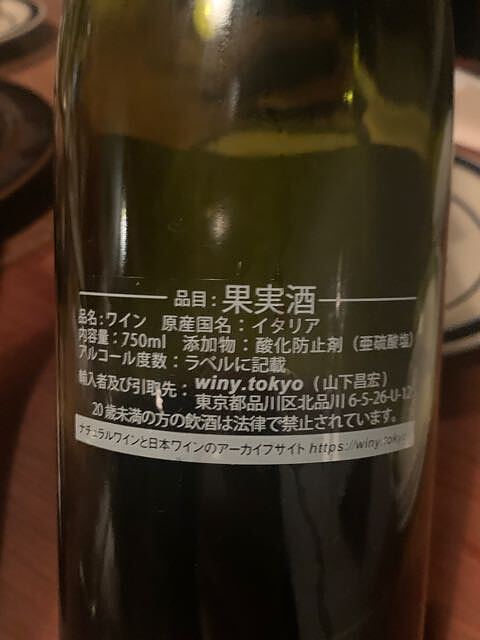 品目:果実酒
品名:ワイン 原産国名:イタリア
内容量:750ml 添加物:酸化防止剤(亜硫酸塩)
アルコール度数:ラベルに記載
輸入者及び引取先:winy.tokyo(山下昌宏)
東京都品川区北品川 6-5-26-U-12
20歳未満の方の飲酒は法律で禁止されています。
ナチュラルワインと日本ワインのアーカイブサイト https://winy.tokyo